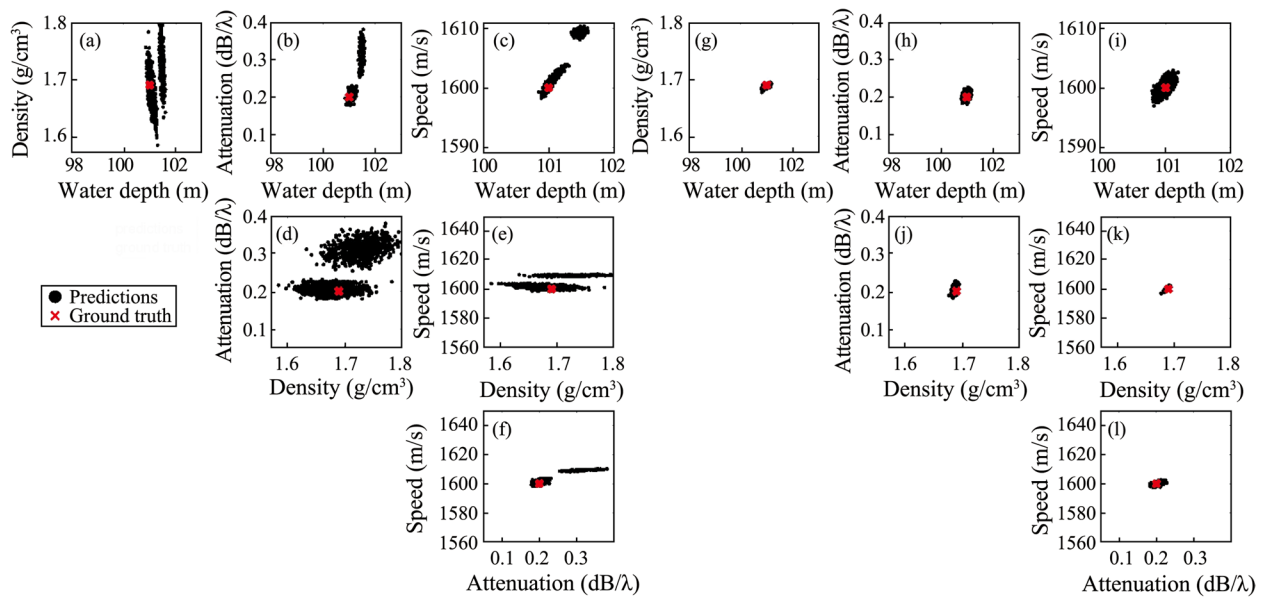 Density (g/cm³)
1.8
1.7
1.6
(a)
98
100
102
Water depth (m)
Attenuation (dB/λ)
0.4
0.3
0.2
0.1
(b)
98
100
102
Water depth (m)
Speed (m/s)
1610
1600
1590
(c)
100
101
102
Water depth (m)
Density (g/cm³)
1.8
1.7
1.6
(g)
98
100
102
Water depth (m)
Attenuation (dB/λ)
0.4
0.3
0.2
0.1
(h)
98
100
102
Water depth (m)
Speed (m/s)
1610
1600
1590
(i)
100
101
102
Water depth (m)
Predictions
Ground truth
Attenuation (dB/λ)
0.4
0.3
0.2
0.1
(d)
1.6
1.7
1.8
Density (g/cm³)
Speed (m/s)
1640
1620
1600
1580
1560
(e)
1.6
1.7
1.8
Density (g/cm³)
Attenuation (dB/λ)
0.4
0.3
0.2
0.1
(j)
1.6
1.7
1.8
Density (g/cm³)
Speed (m/s)
1640
1620
1600
1580
1560
(k)
1.6
1.7
1.8
Density (g/cm³)
Speed (m/s)
1640
1620
1600
1580
1560
(f)
0.1
0.2
0.3
Attenuation (dB/λ)
Speed (m/s)
1640
1620
1600
1580
1560
(l)
0.1
0.2
0.3
Attenuation (dB/λ)